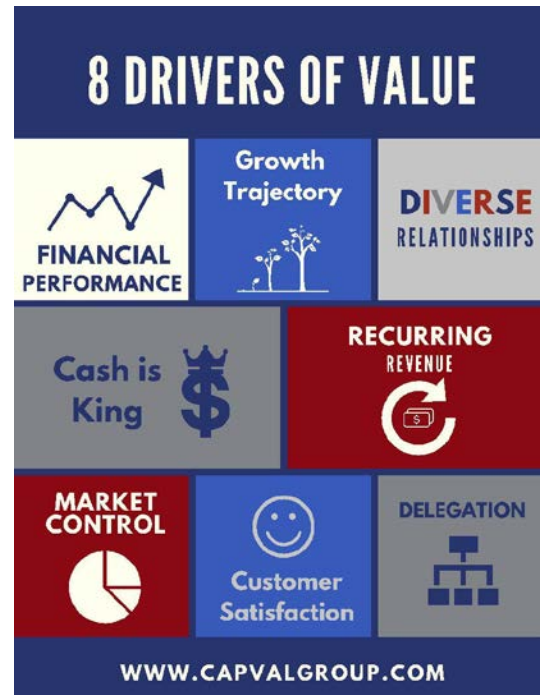 8 DRIVERS OF VALUE
FINANCIAL
PERFORMANCE
Growth
Trajectory
DIVERSE
RELATIONSHIPS
Cash is
King
$
RECURRING
REVENUE
$
MARKET
CONTROL
Customer
Satisfaction
DELEGATION
WWW.CAPVALGROUP.COM